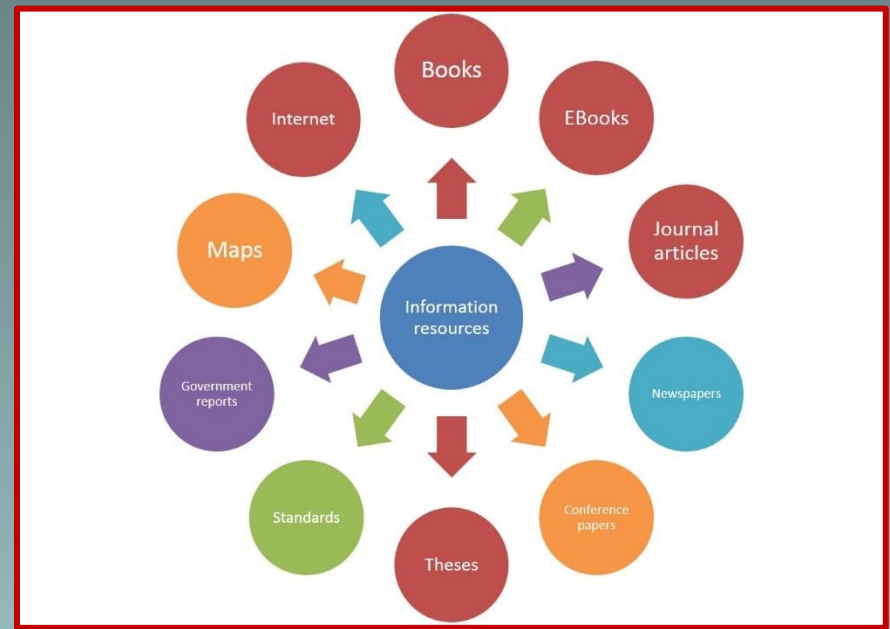 Books
EBooks
Journal
articles
Newspapers
Conference
papers
Theses
Standards
Government
reports
Maps
Internet
Information
resources